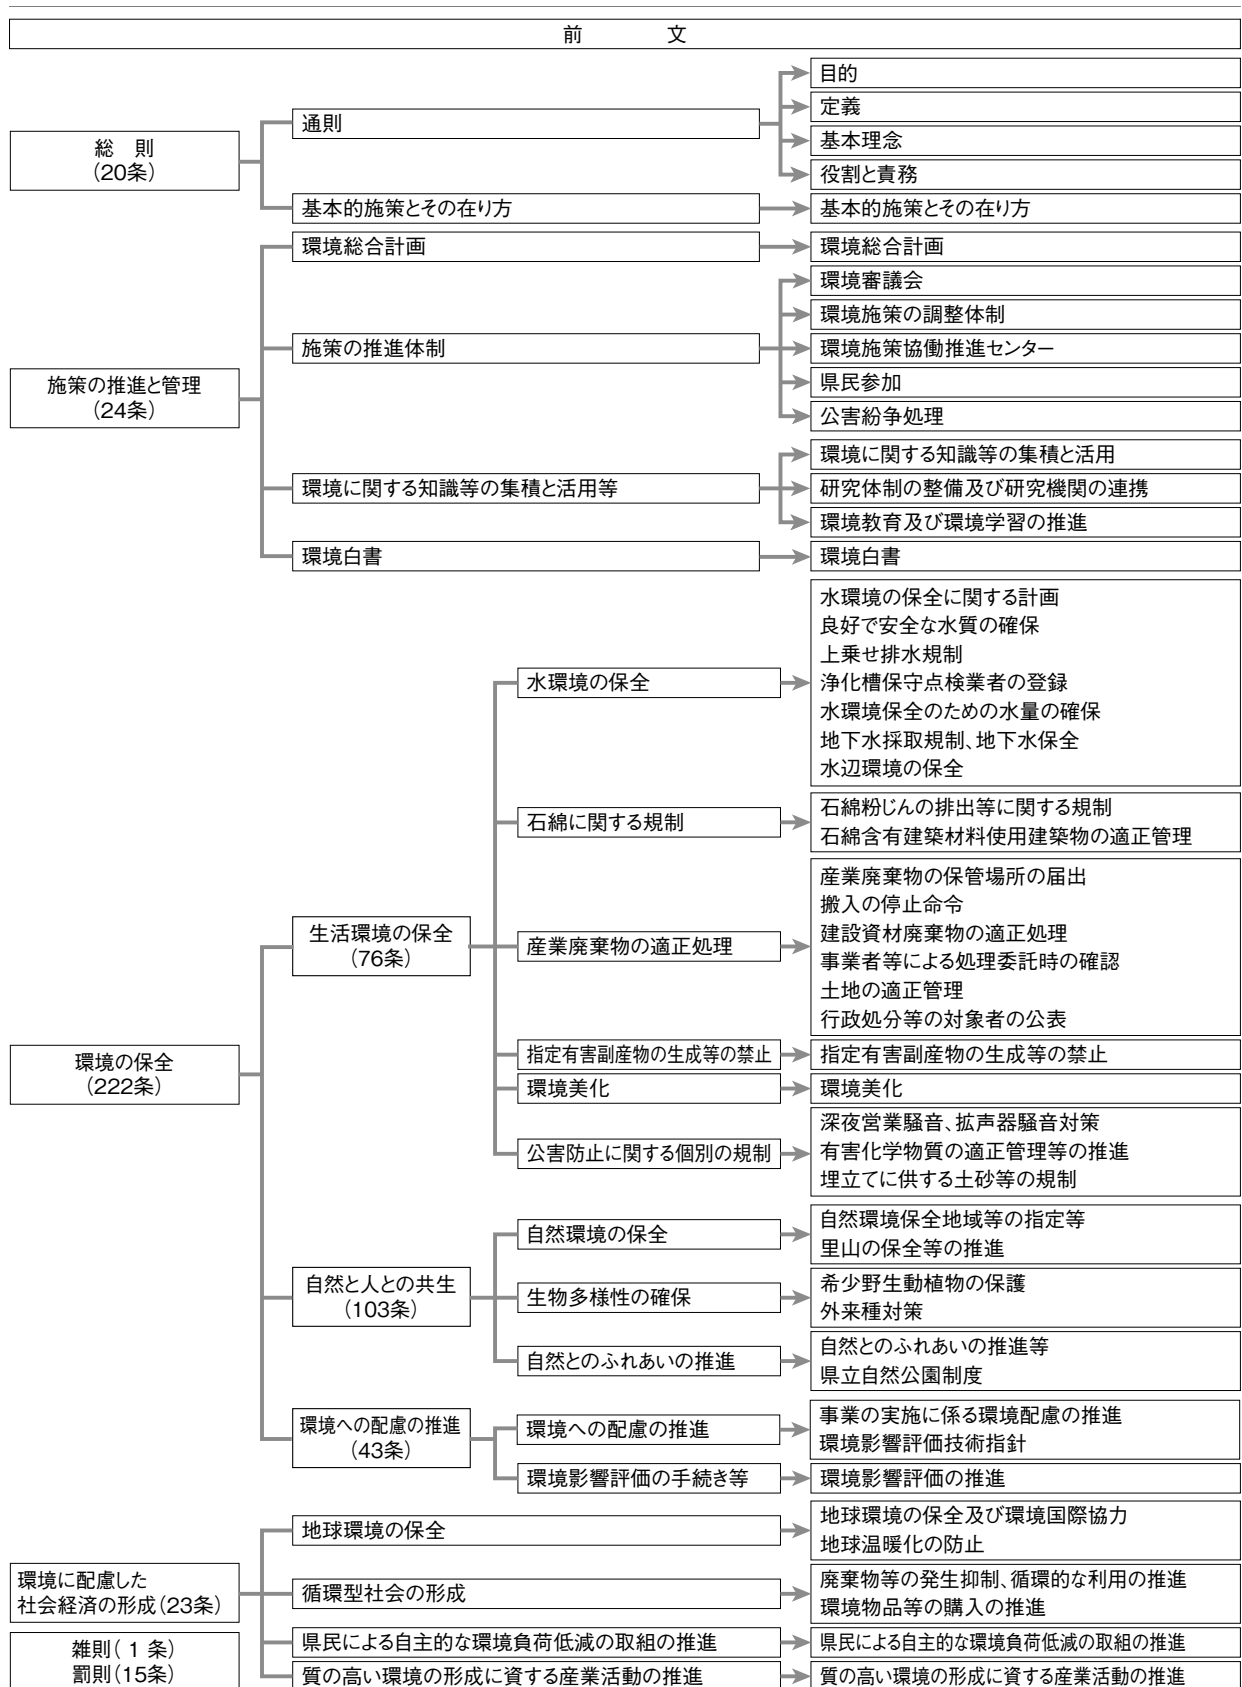 前　文
総　則
(20条)
通則
目的
定義
基本理念
役割と責務
基本的施策とその在り方
基本的施策とその在り方
施策の推進と管理
(24条)
環境総合計画
環境総合計画
施策の推進体制
環境審議会
環境施策の調整体制
環境施策協働推進センター
県民参加
公害紛争処理
環境に関する知識等の集積と活用等
環境に関する知識等の集積と活用
研究体制の整備及び研究機関の連携
環境教育及び環境学習の推進
環境白書
環境白書
環境の保全
(222条)
生活環境の保全
(76条)
水環境の保全
水環境の保全に関する計画
良好で安全な水質の確保
上乗せ排水規制
浄化槽保守点検業者の登録
水環境保全のための水量の確保
地下水採取規制、地下水保全
水辺環境の保全
石綿に関する規制
石綿粉じんの排出等に関する規制
石綿含有建築材料使用建築物の適正管理
産業廃棄物の適正処理
産業廃棄物の保管場所の届出
搬入の停止命令
建設資材廃棄物の適正処理
事業者等による処理委託時の確認
土地の適正管理
行政処分等の対象者の公表
指定有害副産物の生成等の禁止
指定有害副産物の生成等の禁止
環境美化
環境美化
公害防止に関する個別の規制
深夜営業騒音、拡声器騒音対策
有害化学物質の適正管理等の推進
埋立てに供する土砂等の規制
自然と人との共生
(103条)
自然環境の保全
自然環境保全地域等の指定等
里山の保全等の推進
生物多様性の確保
希少野生動植物の保護
外来種対策
自然とのふれあいの推進
自然とのふれあいの推進等
県立自然公園制度
環境への配慮の推進
(43条)
環境への配慮の推進
事業の実施に係る環境配慮の推進
環境影響評価技術指針
環境影響評価の手続き等
環境影響評価の推進
環境に配慮した
社会経済の形成(23条)
地球環境の保全
地球環境の保全及び環境国際協力
地球温暖化の防止
循環型社会の形成
廃棄物等の発生抑制、循環的な利用の推進
環境物品等の購入の推進
県民による自主的な環境負荷低減の取組の推進
県民による自主的な環境負荷低減の取組の推進
質の高い環境の形成に資する産業活動の推進
質の高い環境の形成に資する産業活動の推進
雑則( 1 条)
罰則(15条)